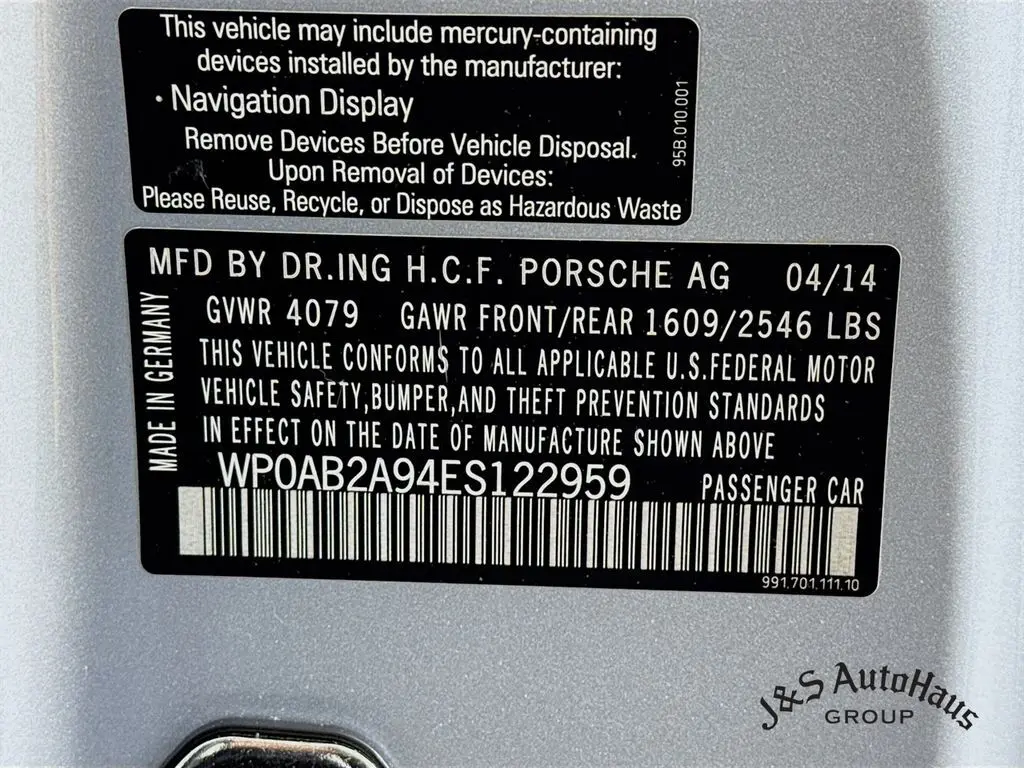 This vehicle may include mercury-containing
devices installed by the manufacturer:
· Navigation Display
Remove Devices Before Vehicle Disposal.
Upon Removal of Devices:
Please Reuse, Recycle, or Dispose as Hazardous Waste
95B.010.001
MFD BY DR.ING H.C.F. PORSCHE AG 04/14
GVWR 4079 GAWR FRONT/REAR 1609/2546 LBS
THIS VEHICLE CONFORMS TO ALL APPLICABLE U.S.FEDERAL MOTOR
VEHICLE SAFETY,BUMPER,AND THEFT PREVENTION STANDARDS
IN EFFECT ON THE DATE OF MANUFACTURE SHOWN ABOVE
MADE IN GERMANY
WP0AB2A94ES122959 PASSENGER CAR
991.701.111.10
J&S AutoHaus
GROUP